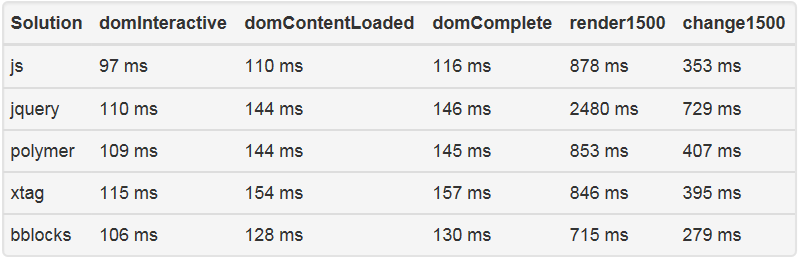 Solution domInteractive domContentLoaded domComplete render1500 change1500
js 97 ms 110 ms 116 ms 878 ms 353 ms
jquery 110 ms 144 ms 146 ms 2480 ms 729 ms
polymer 109 ms 144 ms 145 ms 853 ms 407 ms
xtag 115 ms 154 ms 157 ms 846 ms 395 ms
bblocks 106 ms 128 ms 130 ms 715 ms 279 ms